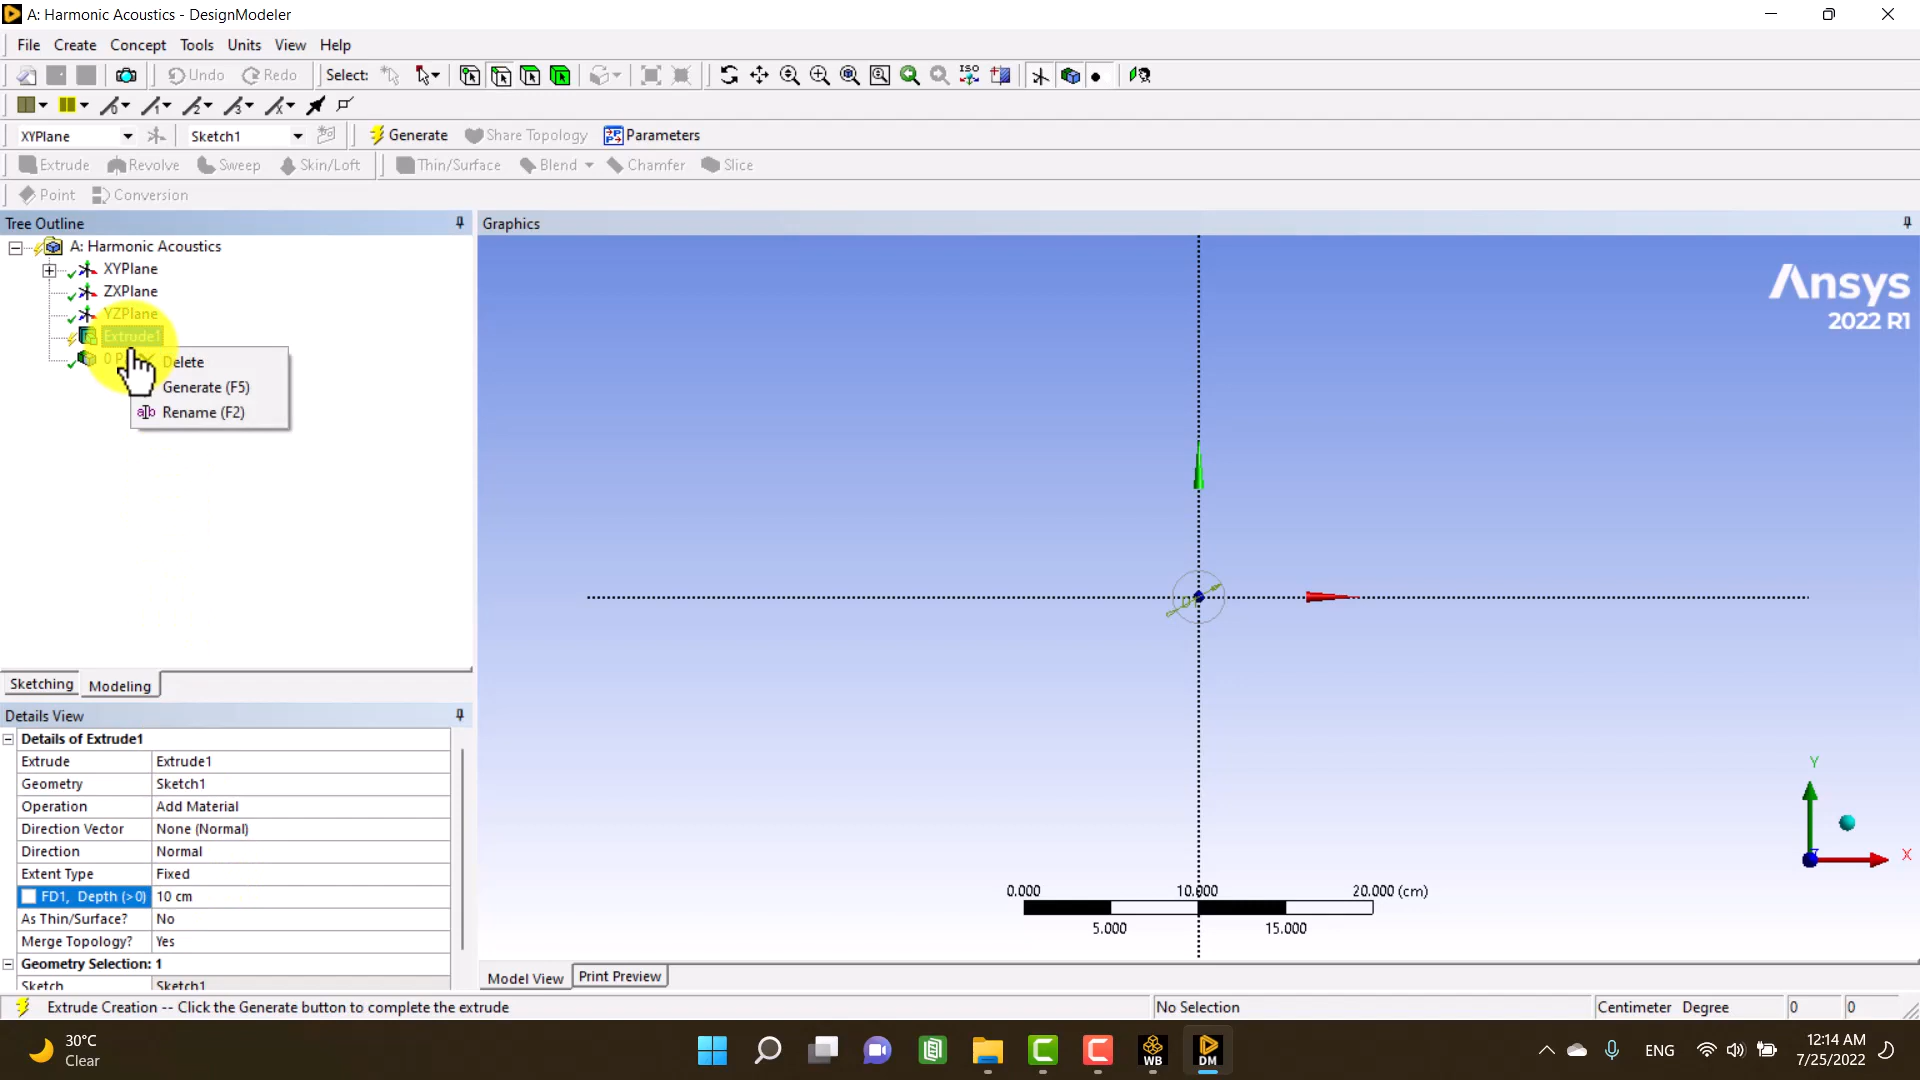 A: Harmonic Acoustics - DesignModeler
File Create Concept Tools Units View Help
Undo Redo Select: ISO
XYPlane Sketch1 Generate Share Topology Parameters
Extrude Revolve Sweep Skin/Loft Thin/Surface Blend Chamfer Slice
Point Conversion
Tree Outline
Graphics
A: Harmonic Acoustics
XYPlane
ZXPlane
YZPlane
Extrude1
0
Delete
Generate (F5)
Rename (F2)
Ansys
2022 R1
0.000 10.000 20.000 (cm)
5.000 15.000
Y
X
Sketching Modeling
Details View
Details of Extrude1
Extrude Extrude1
Geometry Sketch1
Operation Add Material
Direction Vector None (Normal)
Direction Normal
Extent Type Fixed
FD1, Depth (>0) 10 cm
As Thin/Surface? No
Merge Topology? Yes
Geometry Selection: 1
Sketch Sketch1
Model View Print Preview
Extrude Creation -- Click the Generate button to complete the extrude
No Selection
Centimeter Degree 0 0
30°C
Clear
WB
DM
ENG
12:14 AM
7/25/2022